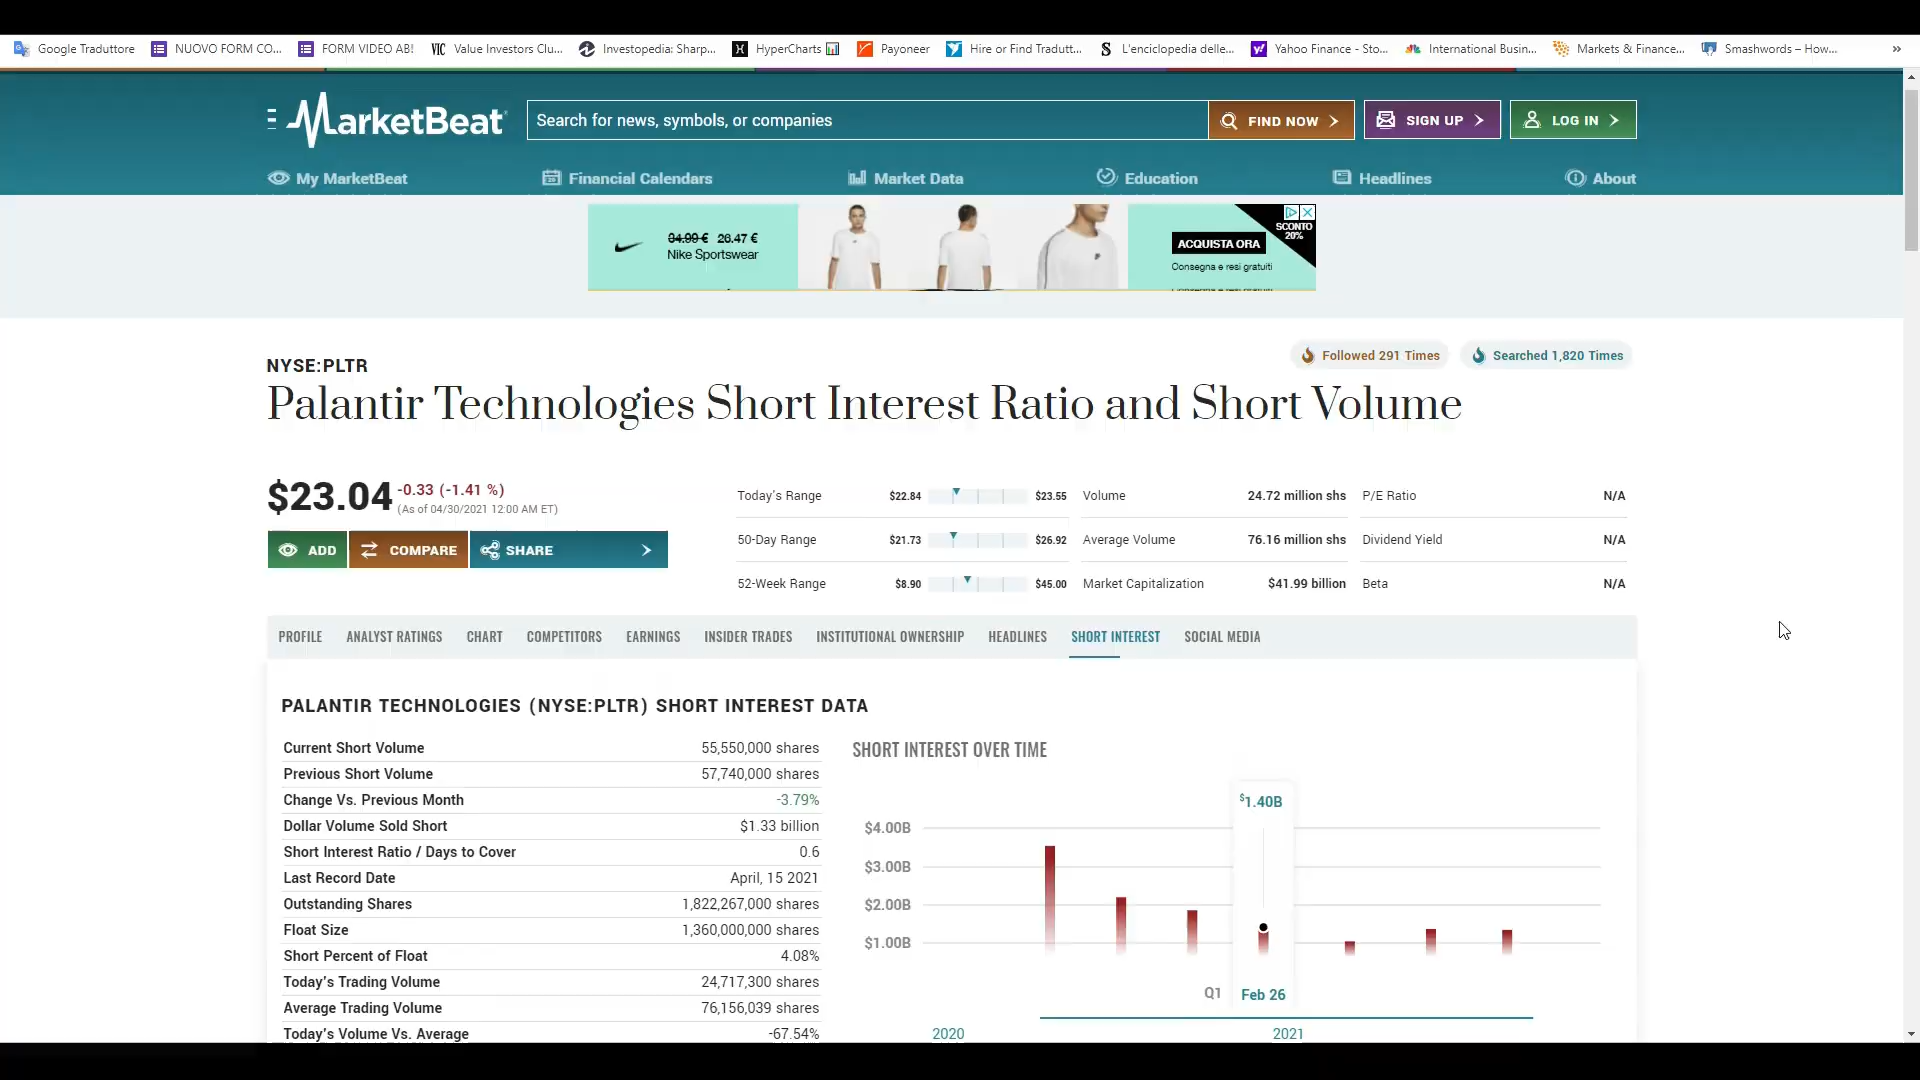 Google Traduttore NUOVO FORM CO... FORM VIDEO AB! VIC Value Investors Clu... Investopedia: Sharp... HyperCharts Payoneer Hire or Find Tradutt... S L'enciclopedia delle... Yahoo Finance - Sto... International Busin... Markets & Finance,... Smashwords – How... »
MarketBeat Search for news, symbols, or companies FIND NOW SIGN UP LOG IN
My MarketBeat Financial Calendars Market Data Education Headlines About
34.99 € 26.47 €
Nike Sportswear
ACQUISTA ORA
Consegna e resi gratuiti
SCONTO
20%
NYSE:PLTR Followed 291 Times Searched 1,820 Times
Palantir Technologies Short Interest Ratio and Short Volume
$23.04 -0.33 (-1.41 %)
(As of 04/30/2021 12:00 AM ET)
ADD COMPARE SHARE
Today's Range $22.84 $23.55 Volume 24.72 million shs P/E Ratio N/A
50-Day Range $21.73 $26.92 Average Volume 76.16 million shs Dividend Yield N/A
52-Week Range $8.90 $45.00 Market Capitalization $41.99 billion Beta N/A
PROFILE ANALYST RATINGS CHART COMPETITORS EARNINGS INSIDER TRADES INSTITUTIONAL OWNERSHIP HEADLINES SHORT INTEREST SOCIAL MEDIA
PALANTIR TECHNOLOGIES (NYSE:PLTR) SHORT INTEREST DATA
Current Short Volume 55,550,000 shares
Previous Short Volume 57,740,000 shares
Change Vs. Previous Month -3.79%
Dollar Volume Sold Short $1.33 billion
Short Interest Ratio / Days to Cover 0.6
Last Record Date April, 15 2021
Outstanding Shares 1,822,267,000 shares
Float Size 1,360,000,000 shares
Short Percent of Float 4.08%
Today's Trading Volume 24,717,300 shares
Average Trading Volume 76,156,039 shares
Today's Volume Vs. Average -67.54%
SHORT INTEREST OVER TIME
$1.40B
$4.00B
$3.00B
$2.00B
$1.00B
Q1 Feb 26
2020 2021